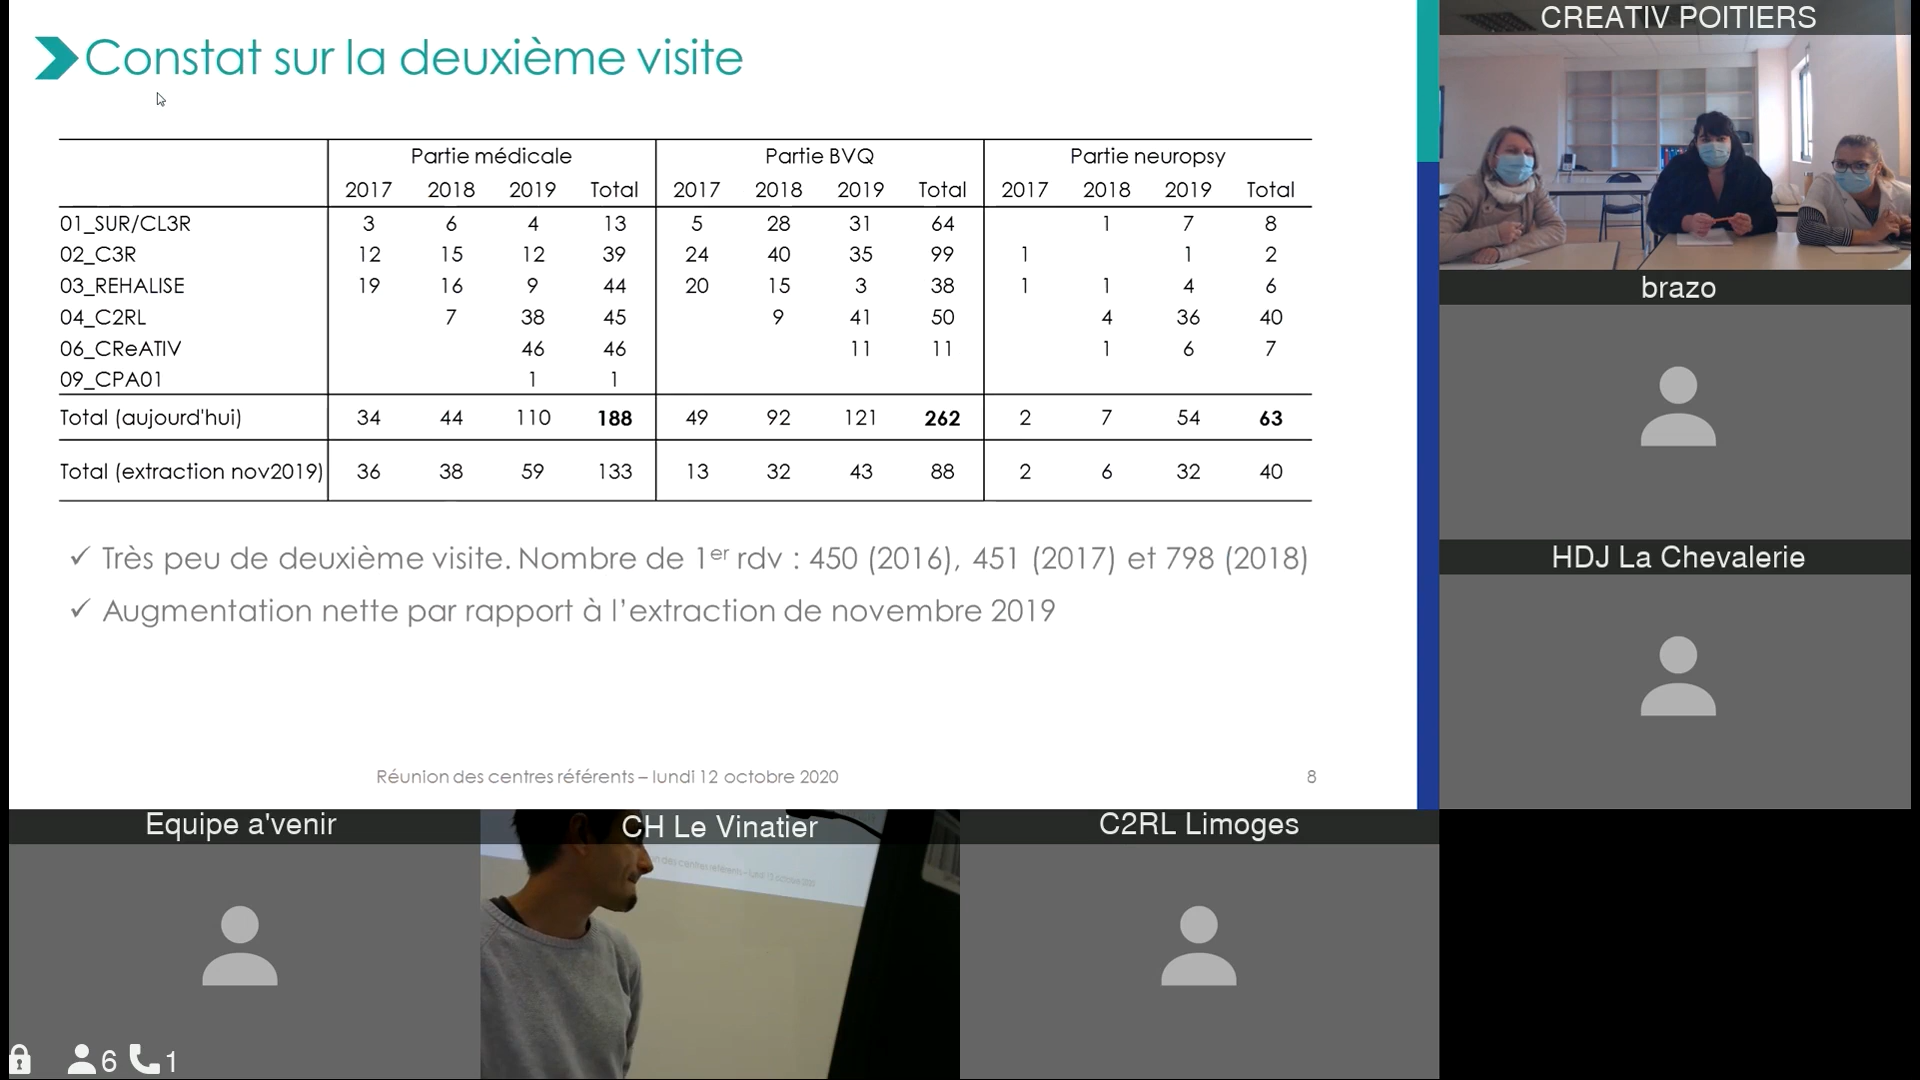 Constat sur la deuxième visite
Partie médicale Partie BVQ Partie neuropsy
2017 2018 2019 Total 2017 2018 2019 Total 2017 2018 2019 Total
01_SUR/CL3R 3 6 4 13 5 28 31 64 1 7 8
02_C3R 12 15 12 39 24 40 35 99 1 1 2
03_REHALISE 19 16 9 44 20 15 3 38 1 1 4 6
04_C2RL 7 38 45 9 41 50 4 36 40
06_CReATIV 46 46 11 11 1 6 7
09_CPA01 1 1
Total (aujourd'hui) 34 44 110 188 49 92 121 262 2 7 54 63
Total (extraction nov2019) 36 38 59 133 13 32 43 88 2 6 32 40
✓ Très peu de deuxième visite. Nombre de 1er rdv : 450 (2016), 451 (2017) et 798 (2018)
✓ Augmentation nette par rapport à l’extraction de novembre 2019
Réunion des centres référents – lundi 12 octobre 2020 8
CREATIV POITIERS
brazo
HDJ La Chevalerie
Equipe a'venir
CH Le Vinatier
des centres référents – lundi 12 octobre 2020
C2RL Limoges
6 1